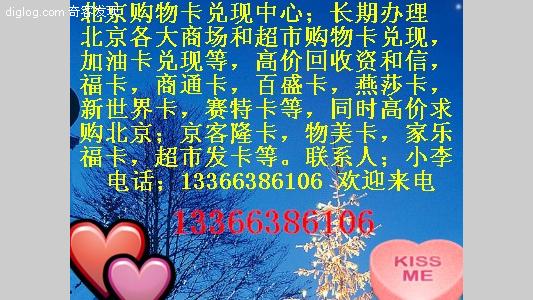 diglog.com 奇客发现
北京购物卡兑现中心；长期办理
北京各大商场和超市购物卡兑现，
加油卡兑现等，高价回收资和信，
福卡，商通卡，百盛卡，燕莎卡，
新世界卡，赛特卡等，同时高价求
购北京；京客隆卡，物美卡，家乐
福卡，超市发卡等。联系人；小李
电话；13366386106 欢迎来电
13366386106
KISS
ME